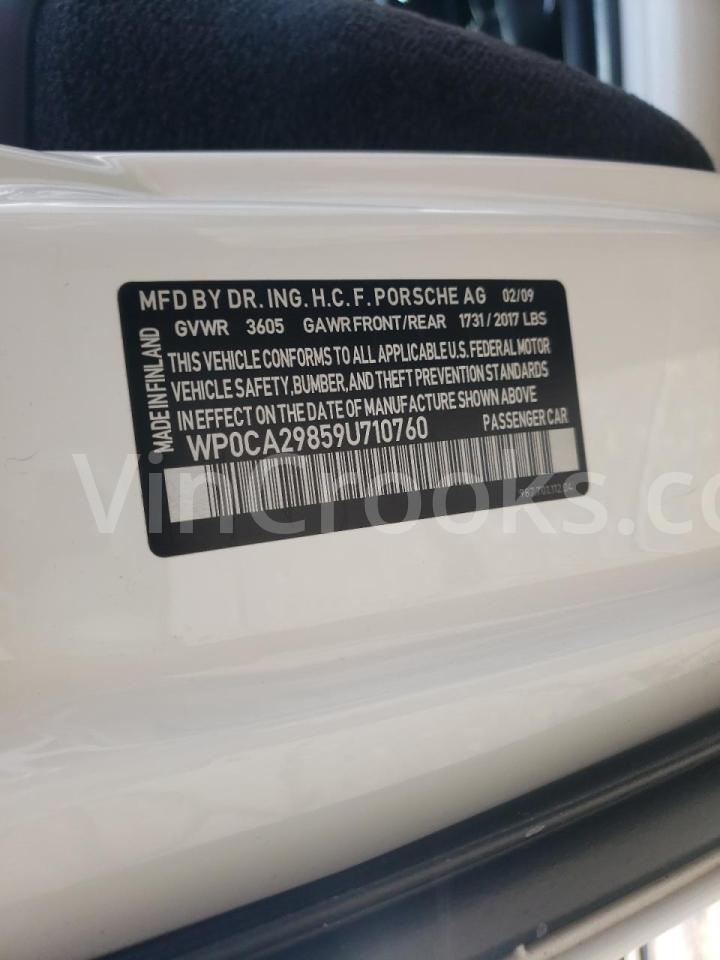 MFD BY DR. ING. H.C. F. PORSCHE AG 02/09
GVWR 3605 GAWR FRONT/REAR 1731 / 2017 LBS
MADE IN FINLAND
THIS VEHICLE CONFORMS TO ALL APPLICABLE U.S. FEDERAL MOTOR
VEHICLE SAFETY, BUMBER, AND THEFT PREVENTION STANDARDS
IN EFFECT ON THE DATE OF MANUFACTURE SHOWN ABOVE
WP0CA29859U710760 PASSENGER CAR
VinCrooks.co